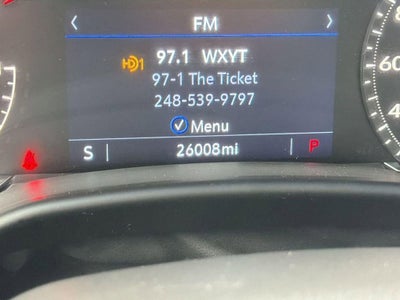 FM
HD1 97.1 WXYT
97-1 The Ticket
248-539-9797
Menu
S 26008mi P
60